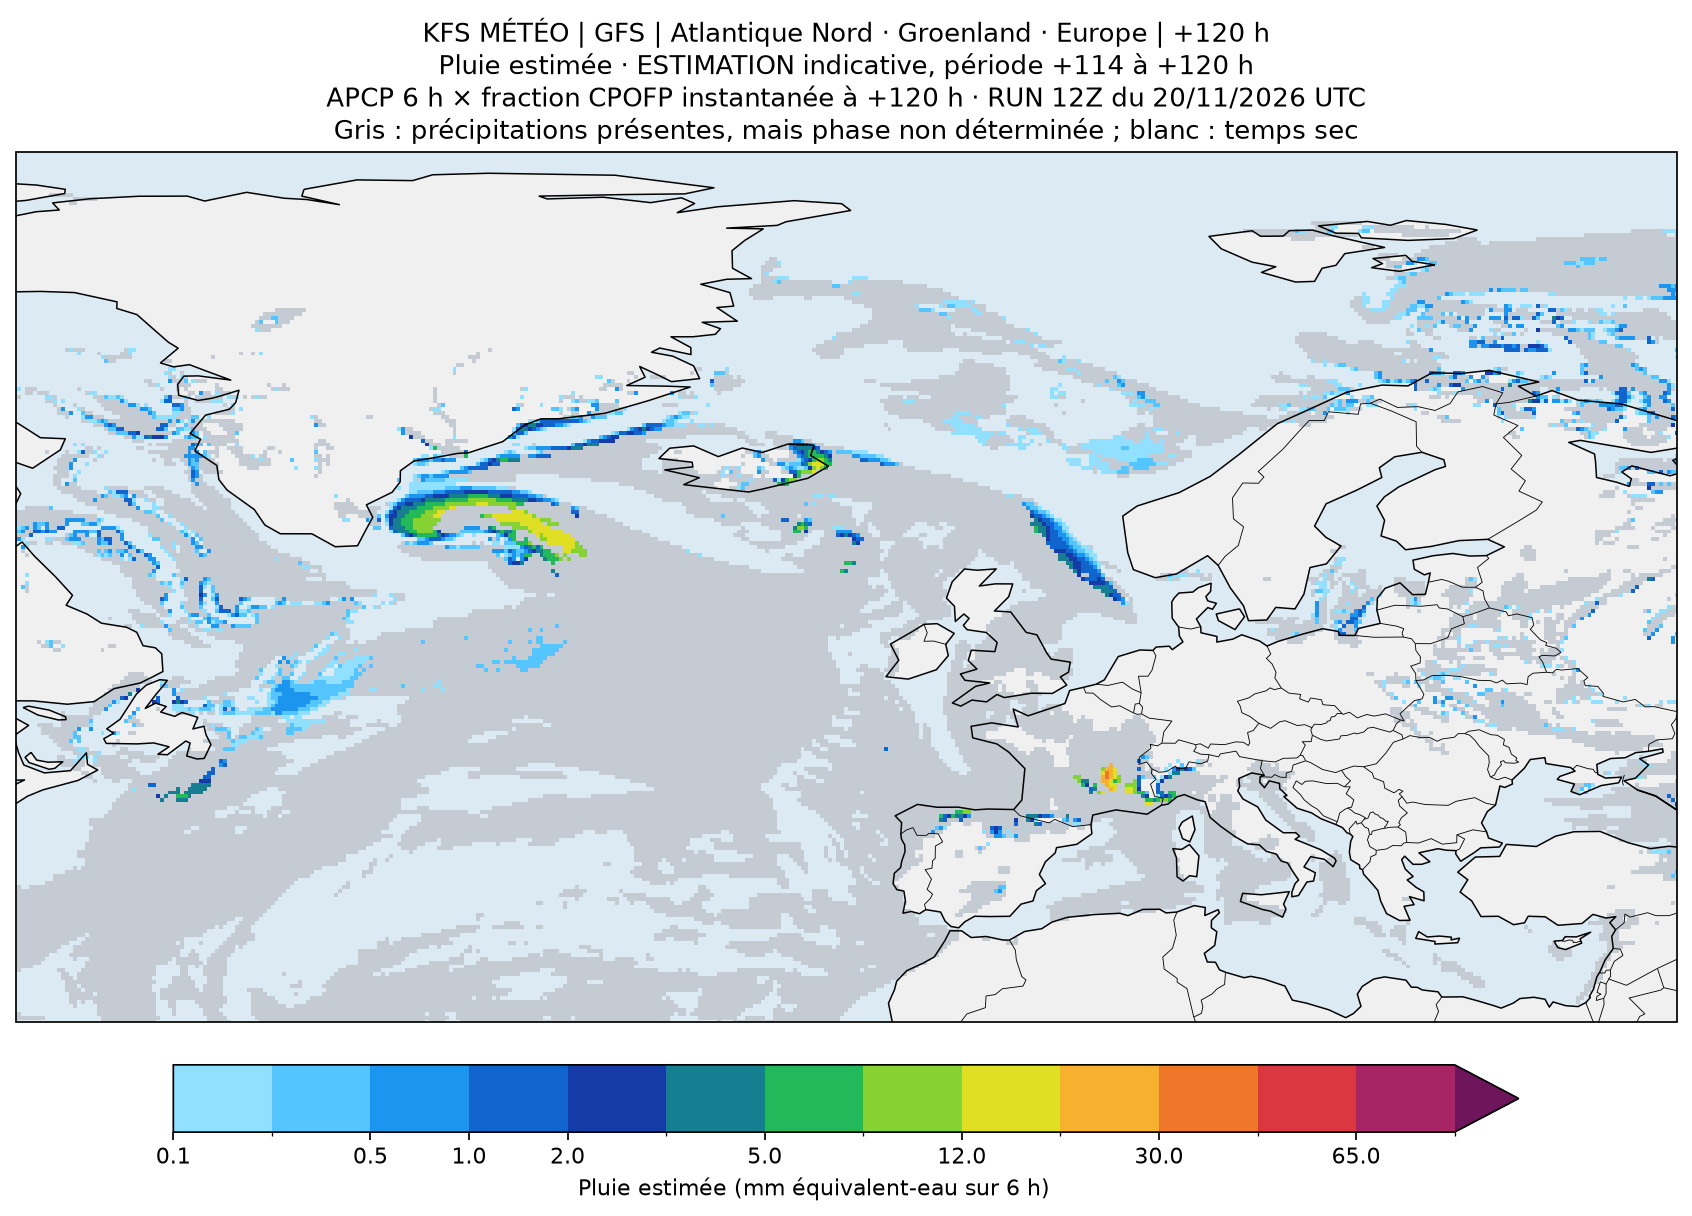 KFS MÉTÉO | GFS | Atlantique Nord · Groenland · Europe | +120 h
Pluie estimée · ESTIMATION indicative, période +114 à +120 h
APCP 6 h × fraction CPOFP instantanée à +120 h · RUN 12Z du 20/11/2026 UTC
Gris : précipitations présentes, mais phase non déterminée ; blanc : temps sec
0.1 0.5 1.0 2.0 5.0 12.0 30.0 65.0
Pluie estimée (mm équivalent-eau sur 6 h)